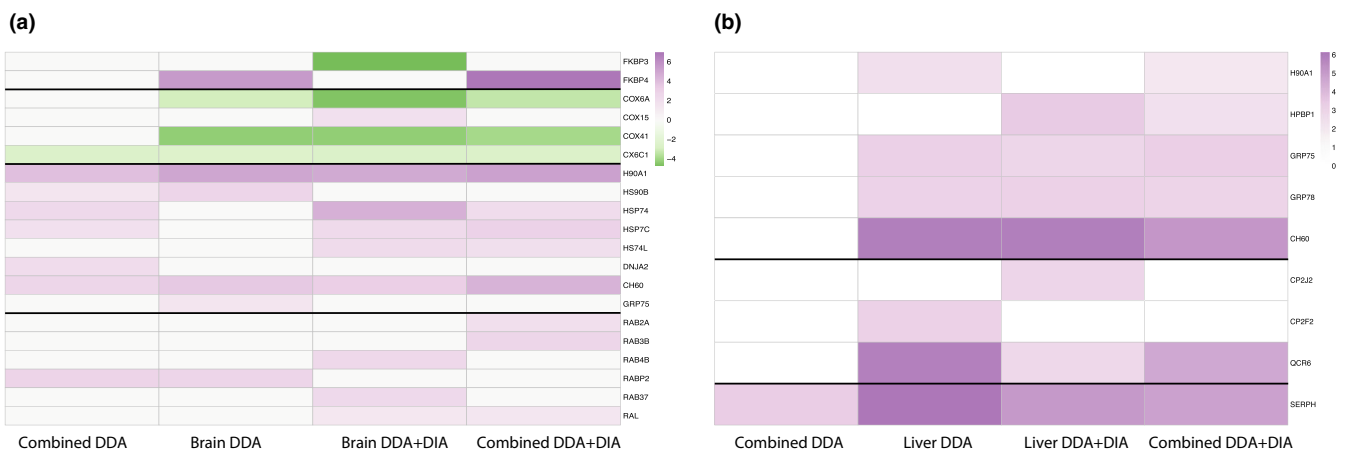 (a)
FKBP3
FKBP4
COX6A
COX15
COX41
CX6C1
H90A1
HS90B
HSP74
HSP7C
HS74L
DNJA2
CH60
GRP75
RAB2A
RAB3B
RAB4B
RABP2
RAB37
RAL
6
4
2
0
−2
−4
Combined DDA Brain DDA Brain DDA+DIA Combined DDA+DIA
(b)
H90A1
HPBP1
GRP75
GRP78
CH60
CP2J2
CP2F2
QCR6
SERPH
6
5
4
3
2
1
0
Combined DDA Liver DDA Liver DDA+DIA Combined DDA+DIA